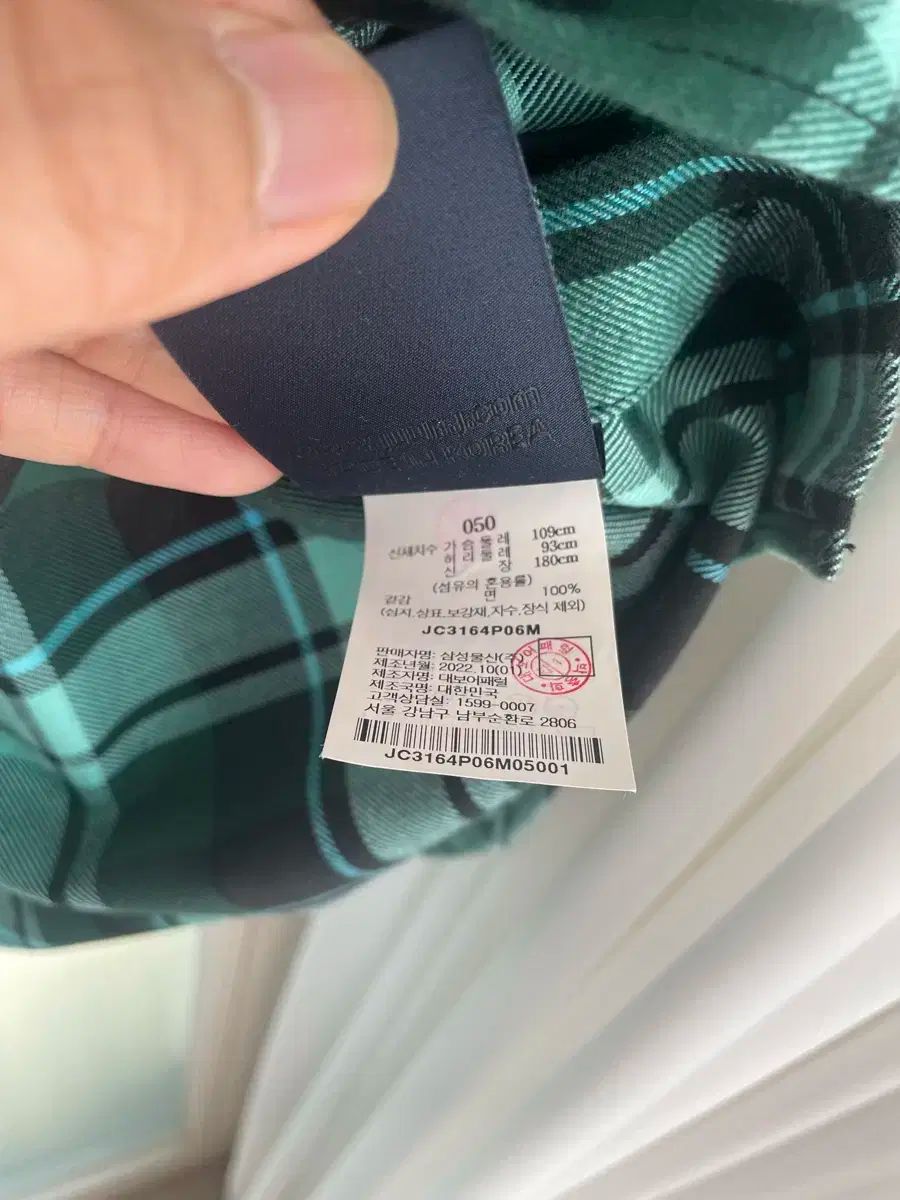 IN KOREA
050
신체치수 가슴둘레 109cm
허리둘레 93cm
신장 180cm
(섬유의 혼용률)
겉감 면 100%
(심지.상표.보강재.자수.장식 제외)
JC3164P06M
판매자명: 삼성물산(주
제조년월: 2022.10(01)
제조자명: 대보어패럴
제조국명: 대한민국
고객상담실: 1599-0007
서울 강남구 남부순환로 2806
JC3164P06M05001